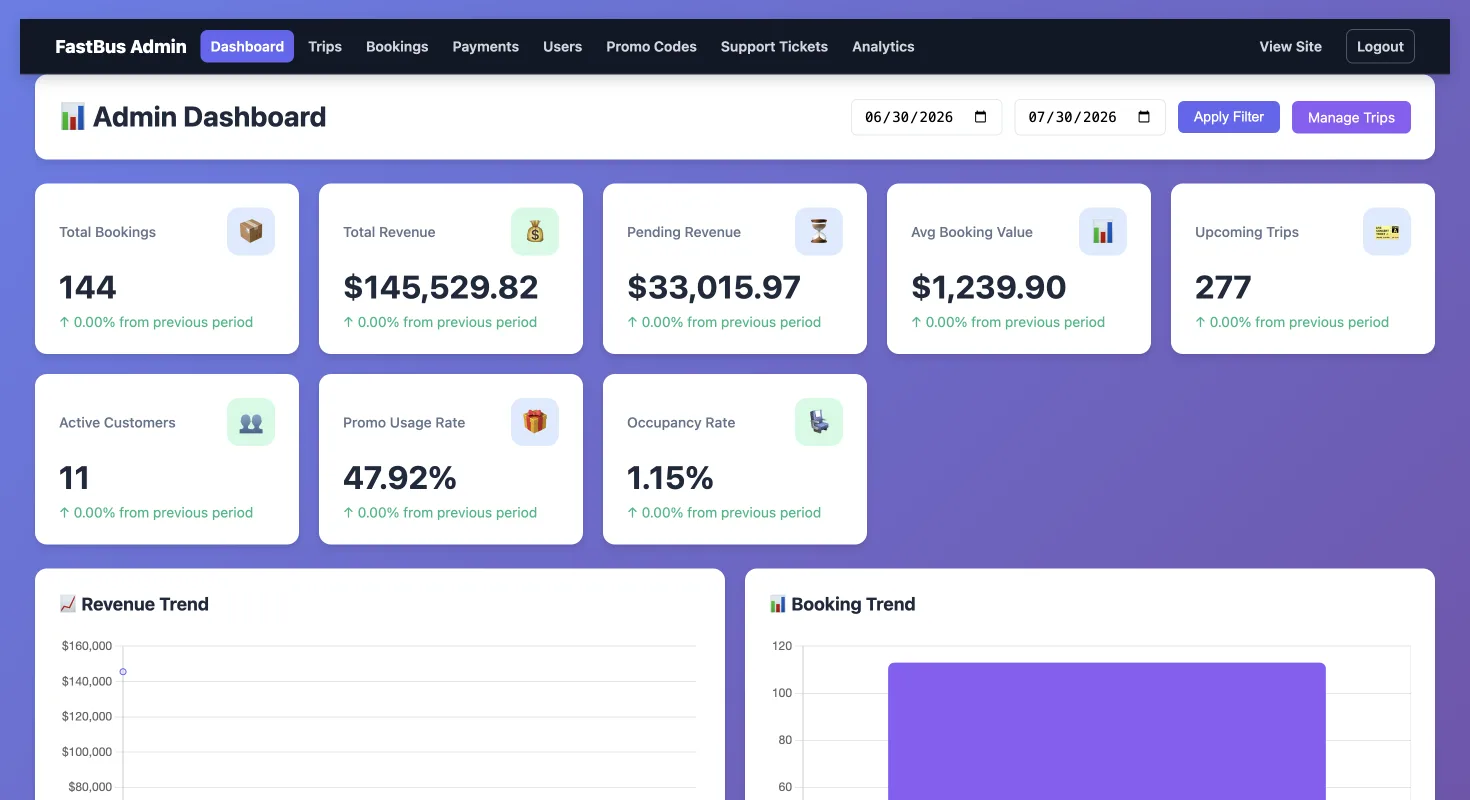 FastBus Admin Dashboard Trips Bookings Payments Users Promo Codes Support Tickets Analytics View Site Logout
📊 Admin Dashboard 06/30/2026 07/30/2026 Apply Filter Manage Trips
Total Bookings
144
↑ 0.00% from previous period
Total Revenue
$145,529.82
↑ 0.00% from previous period
Pending Revenue
$33,015.97
↑ 0.00% from previous period
Avg Booking Value
$1,239.90
↑ 0.00% from previous period
Upcoming Trips
277
↑ 0.00% from previous period
Active Customers
11
↑ 0.00% from previous period
Promo Usage Rate
47.92%
↑ 0.00% from previous period
Occupancy Rate
1.15%
↑ 0.00% from previous period
📈 Revenue Trend
$160,000
$140,000
$120,000
$100,000
$80,000
📊 Booking Trend
120
100
80
60